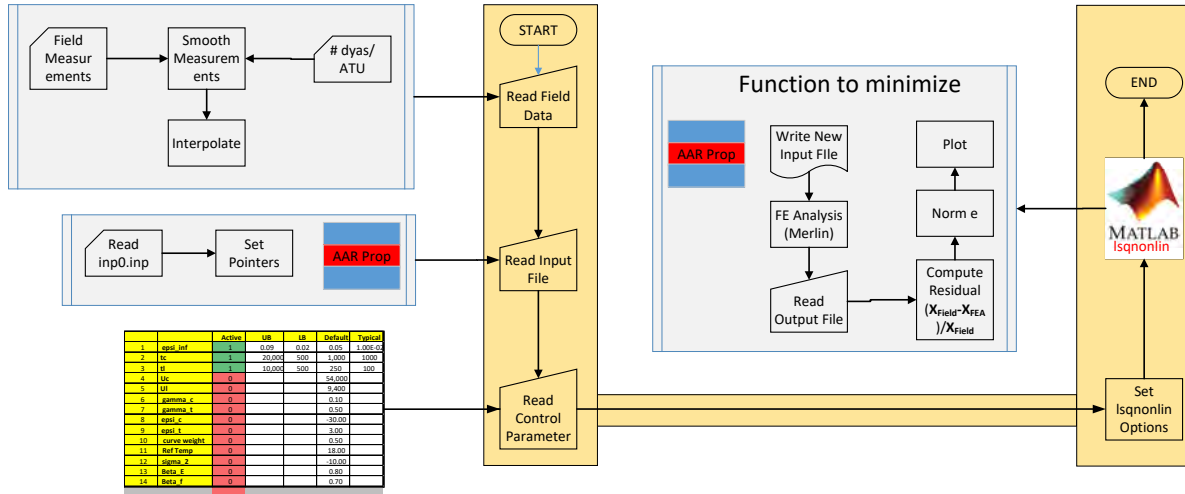 Field
Measur
ements
Smooth
Measurem
ents
# dyas/
ATU
Interpolate
START
Read Field
Data
Read
inp0.inp
Set
Pointers
AAR Prop
Read Input
File
Active UB LB Default Typical
1 epsi_inf 1 0.09 0.02 0.05 1.00E-02
2 tc 1 20,000 500 1,000 1000
3 tl 1 10,000 500 250 100
4 Uc 0 54,000
5 Ul 0 9,400
6 gamma_c 0 0.10
7 gamma_t 0 0.50
8 epsi_c 0 -30.00
9 epsi_t 0 3.00
10 curve weight 0 0.50
11 Ref Temp 0 18.00
12 sigma_2 0 -10.00
13 Beta_E 0 0.80
14 Beta_f 0 0.70
Read
Control
Parameter
Function to minimize
AAR Prop
Write New
Input FIle
FE Analysis
(Merlin)
Read
Output File
Plot
Norm e
Compute
Residual
(XField-XFEA
)/XField
END
MATLAB
lsqnonlin
Set
lsqnonlin
Options